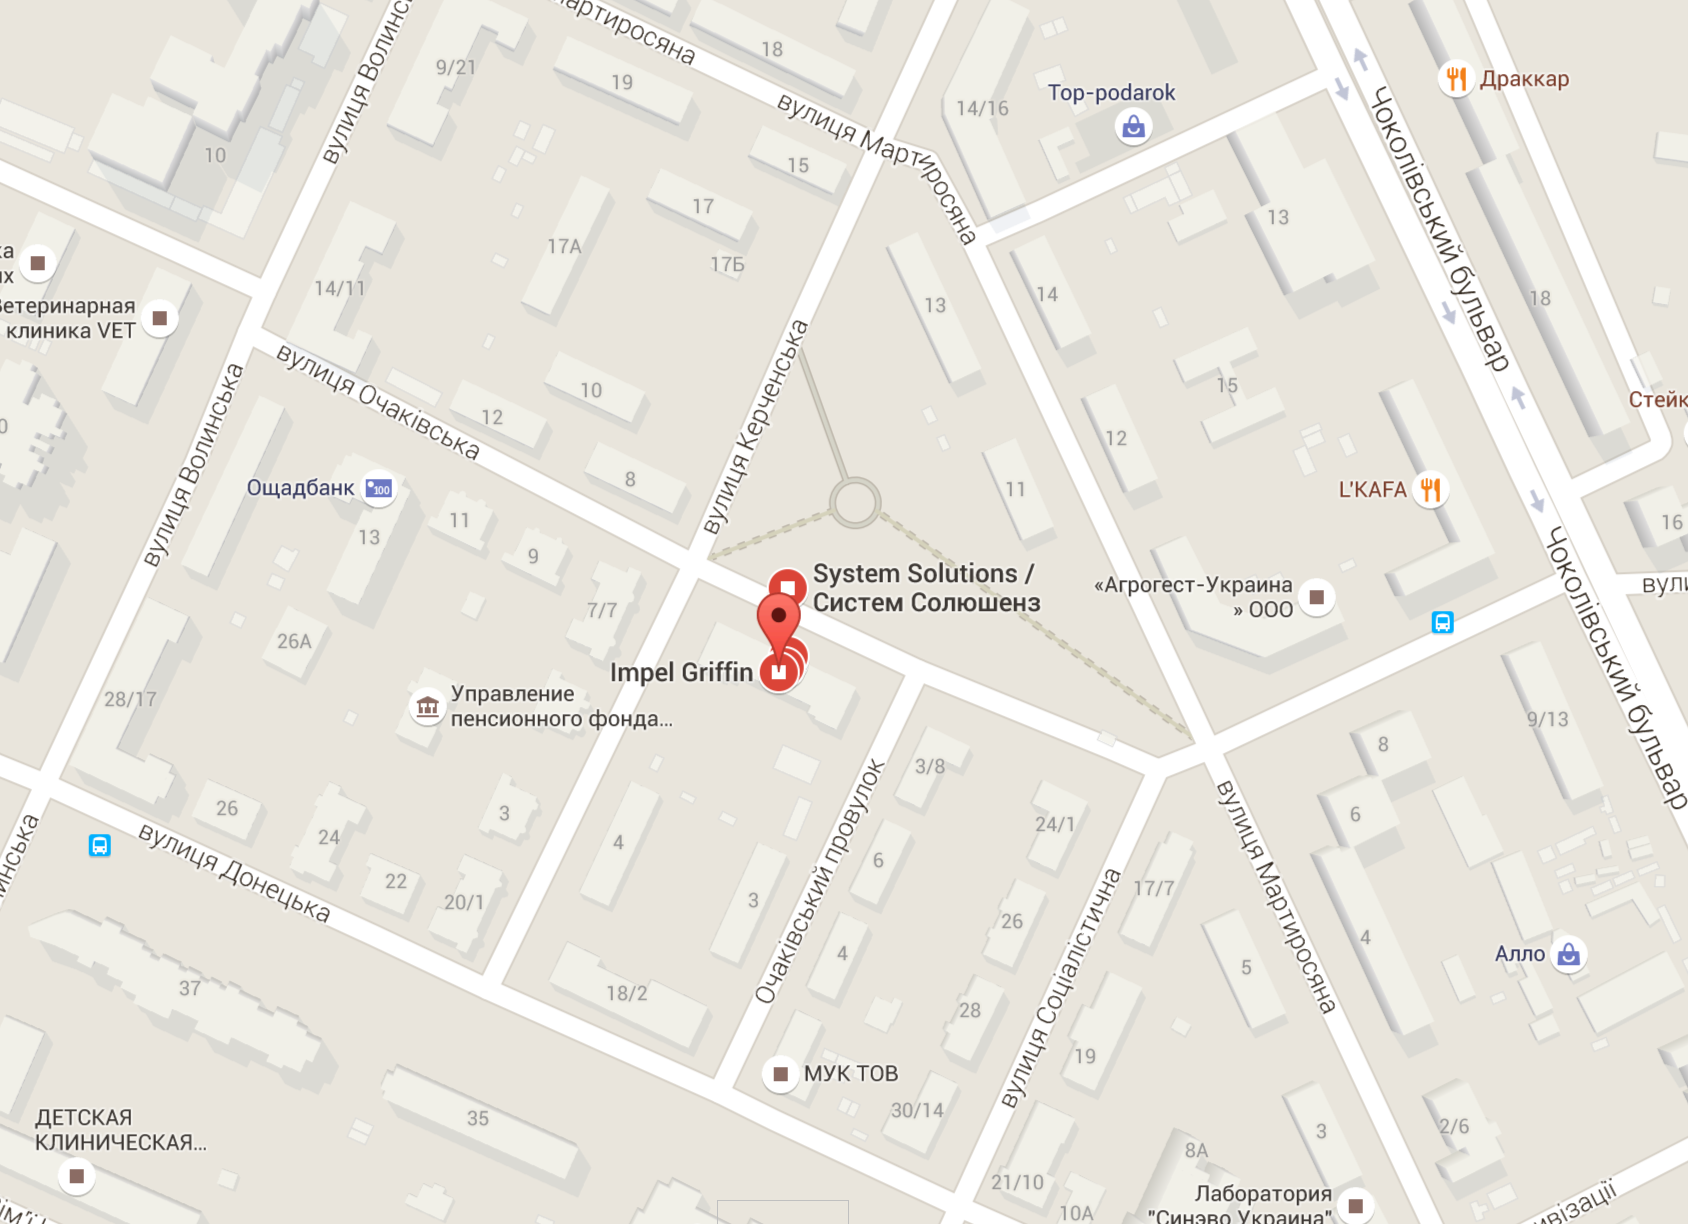 вулиця Волинська
9/21
Мартиросяна
18
19
14/16
Top-podarok
Драккар
10
вулиця Мартиросяна
15
17
17А
17Б
13
Чоколівський бульвар
13
14
18
14/11
Ветеринарная
клиника VET
вулиця Очаківська
12
10
8
вулиця Керченська
вулиця Волинська
15
12
Стейк
Ощадбанк
100
13
11
9
11
L'KAFA
16
Чоколівський бульвар
System Solutions /
Систем Солюшенз
«Агрогест-Украина
» ООО
вули
7/7
26А
Impel Griffin
28/17
Управление
пенсионного фонда...
9/13
8
3/8
6
26
24
3
4
24/1
вулиця Донецька
22
20/1
3
6
Очаківський провулок
17/7
вулиця Мартиросяна
26
4
5
4
Алло
37
18/2
28
вулиця Соціалістична
19
МУК ТОВ
30/14
35
ДЕТСКАЯ
КЛИНИЧЕСКАЯ...
3
2/6
8А
21/10
10А
Лаборатория
"Синэво Украина"